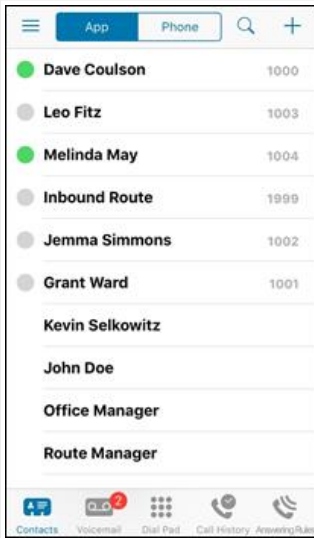 App Phone
Dave Coulson 1000
Leo Fitz 1003
Melinda May 1004
Inbound Route 1999
Jemma Simmons 1002
Grant Ward 1001
Kevin Selkowitz
John Doe
Office Manager
Route Manager
2
Contacts Voicemail Dial Pad Call History Answering Rules